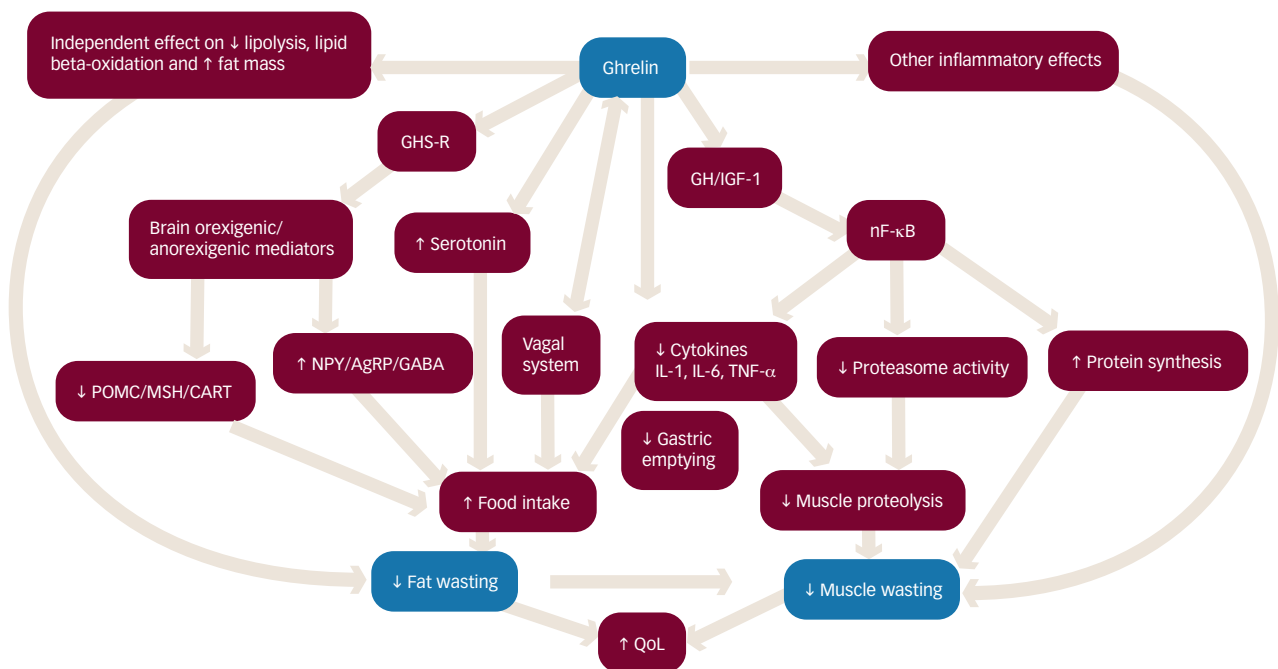 Independent effect on ↓ lipolysis, lipid
beta-oxidation and ↑ fat mass
Ghrelin
Other inflammatory effects
GHS-R
GH/IGF-1
Brain orexigenic/
anorexigenic mediators
↑ Serotonin
nF-κB
↓ POMC/MSH/CART
↑ NPY/AgRP/GABA
Vagal
system
↓ Cytokines
IL-1, IL-6, TNF-α
↓ Proteasome activity
↑ Protein synthesis
↓ Gastric
emptying
↑ Food intake
↓ Muscle proteolysis
↓ Fat wasting
↓ Muscle wasting
↑ QoL